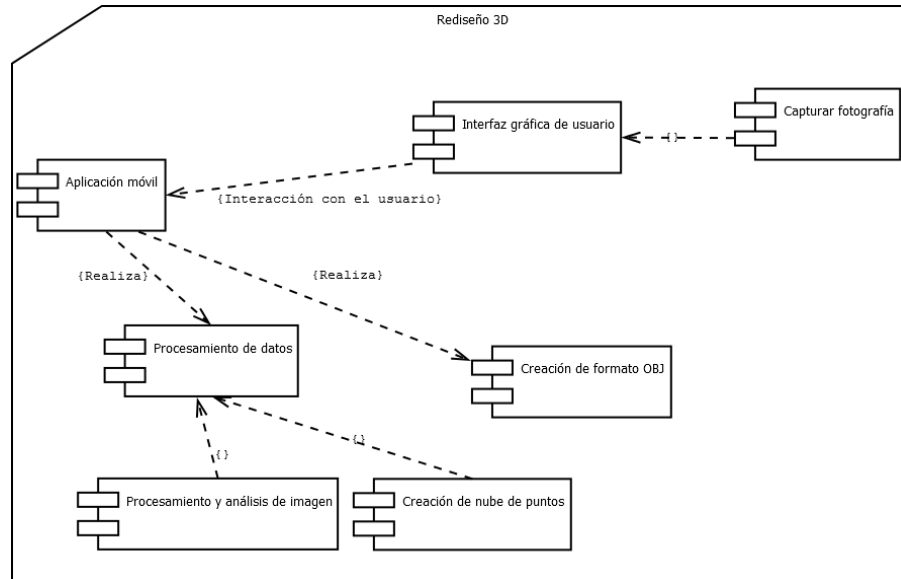 Rediseño 3D
Interfaz gráfica de usuario
Capturar fotografía
{}
Aplicación móvil
{Interacción con el usuario}
{Realiza}
{Realiza}
Procesamiento de datos
Creación de formato OBJ
{}
{}
Procesamiento y análisis de imagen
Creación de nube de puntos